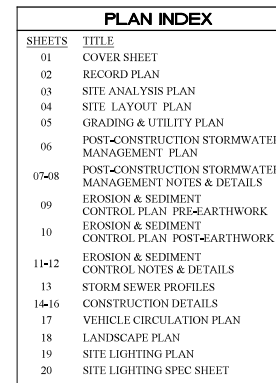 PLAN INDEX
SHEETS TITLE
01 COVER SHEET
02 RECORD PLAN
03 SITE ANALYSIS PLAN
04 SITE LAYOUT PLAN
05 GRADING & UTILITY PLAN
06 POST-CONSTRUCTION STORMWATER
MANAGEMENT PLAN
07-08 POST-CONSTRUCTION STORMWATER
MANAGEMENT NOTES & DETAILS
09 EROSION & SEDIMENT
CONTROL PLAN PRE-EARTHWORK
10 EROSION & SEDIMENT
CONTROL PLAN POST-EARTHWORK
11-12 EROSION & SEDIMENT
CONTROL NOTES & DETAILS
13 STORM SEWER PROFILES
14-16 CONSTRUCTION DETAILS
17 VEHICLE CIRCULATION PLAN
18 LANDSCAPE PLAN
19 SITE LIGHTING PLAN
20 SITE LIGHTING SPEC SHEET